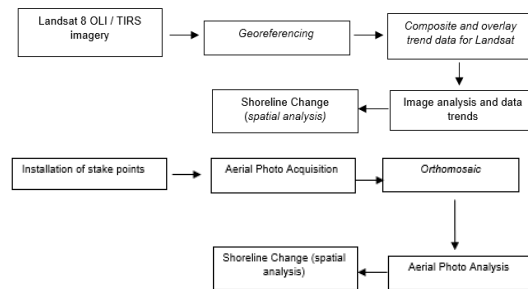 Landsat 8 OLI / TIRS
imagery
Georeferencing
Composite and overlay
trend data for Landsat
Shoreline Change
(spatial analysis)
Image analysis and data
trends
Installation of stake points
Aerial Photo Acquisition
Orthomosaic
Shoreline Change (spatial
analysis)
Aerial Photo Analysis